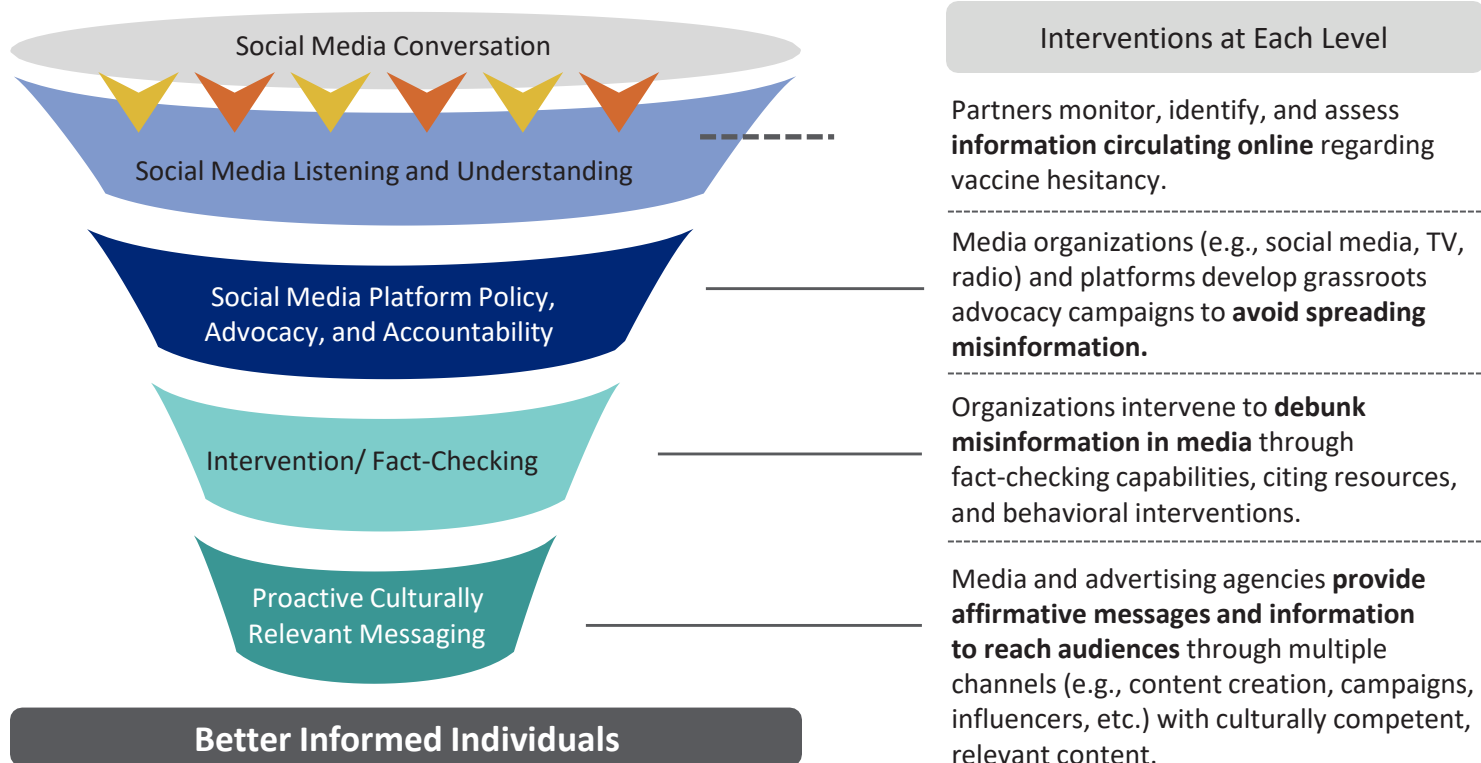 Social Media Conversation
Social Media Listening and Understanding
Social Media Platform Policy,
Advocacy, and Accountability
Intervention/ Fact-Checking
Proactive Culturally
Relevant Messaging
Better Informed Individuals
Interventions at Each Level
Partners monitor, identify, and assess
information circulating online regarding
vaccine hesitancy.
Media organizations (e.g., social media, TV,
radio) and platforms develop grassroots
advocacy campaigns to avoid spreading
misinformation.
Organizations intervene to debunk
misinformation in media through
fact-checking capabilities, citing resources,
and behavioral interventions.
Media and advertising agencies provide
affirmative messages and information
to reach audiences through multiple
channels (e.g., content creation, campaigns,
influencers, etc.) with culturally competent,
relevant content.